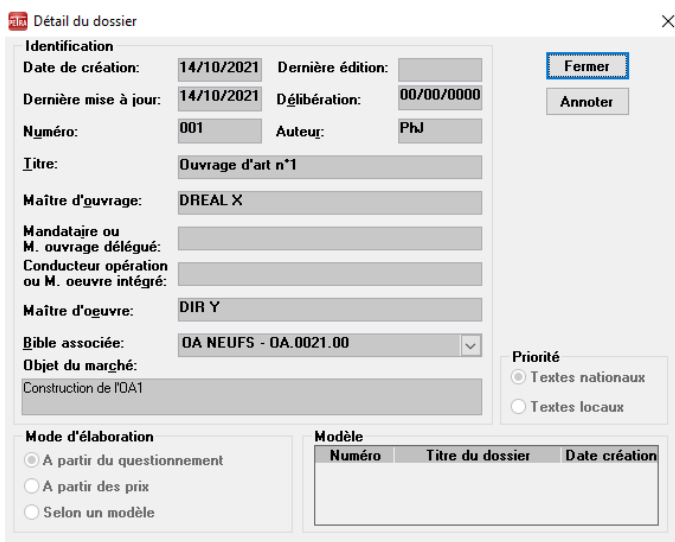 PETRA Détail du dossier
Identification
Date de création: 14/10/2021 Dernière édition:
Fermer
Dernière mise à jour: 14/10/2021 Délibération: 00/00/0000
Annoter
Numéro: 001 Auteur: PhJ
Titre: Ouvrage d'art n°1
Maître d'ouvrage: DREAL X
Mandataire ou
M. ouvrage délégué:
Conducteur opération
ou M. oeuvre intégré:
Maître d'oeuvre: DIR Y
Bible associée: OA NEUFS - OA.0021.00
Objet du marché:
Construction de l'OA1
Priorité
Textes nationaux
Textes locaux
Mode d'élaboration
A partir du questionnement
A partir des prix
Selon un modèle
Modèle
Numéro Titre du dossier Date création